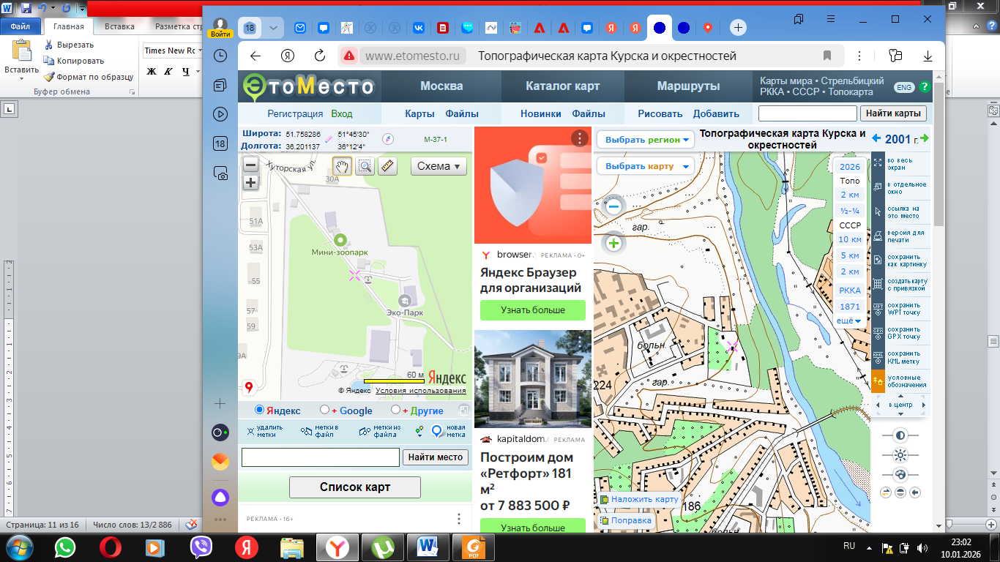 Файл
Главная
Вставка
Разметка стр
Вставить
Вырезать
Копировать
Формат по образцу
Буфер обмена
Times New Ro
Ж К Ч
Войти
18
www.etomesto.ru
Топографическая карта Курска и окрестностей
18
ЭтоМесто
Москва
Каталог карт
Маршруты
Карты мира • Стрельбицкий
РККА • СССР • Топокарта
ENG
?
Регистрация Вход
Карты Файлы
Новинки Файлы
Рисовать Добавить
Найти карты
Широта: 51.758286 51°45'30"
Долгота: 36.201137 36°12'4"
М-37-1
Хуторская ул.
30А
Схема
51А
53А
Мини-зоопарк
55
Эко-Парк
57
59
9А
60 м
Яндекс
© Яндекс Условия использования
Яндекс
+ Google
+ Другие
удалить метки
метки в файл
метки из файла
новая метка
Найти место
Список карт
РЕКЛАМА • 16+
browser.
РЕКЛАМА • 0+
Яндекс Браузер
для организаций
Узнать больше
kapitaldom.
РЕКЛАМА
Построим дом
«Ретфорт» 181
м²
от 7 883 500 ₽
Узнать больше
Выбрать регион
Топографическая карта Курска и
окрестностей
2001 г.
Выбрать карту
гар.
больн.
224
гар.
186
больн.
Наложить карту
Поправка
2026
Топо
2 км
½-¼
СССР
10 км
5 км
2 км
РККА
1871
ещё
во весь
экран
в отдельное
окно
ссылка на
это место
версия для
печати
сохранить
как картинку
создать карту
с привязкой
WPT
сохранить
WPT точку
GPX
сохранить
GPX точку
KML
сохранить
KML метку
условные
обозначения
в центр
Страница: 11 из 16
Число слов: 13/2 886
PDF
RU
23:02
10.01.2026